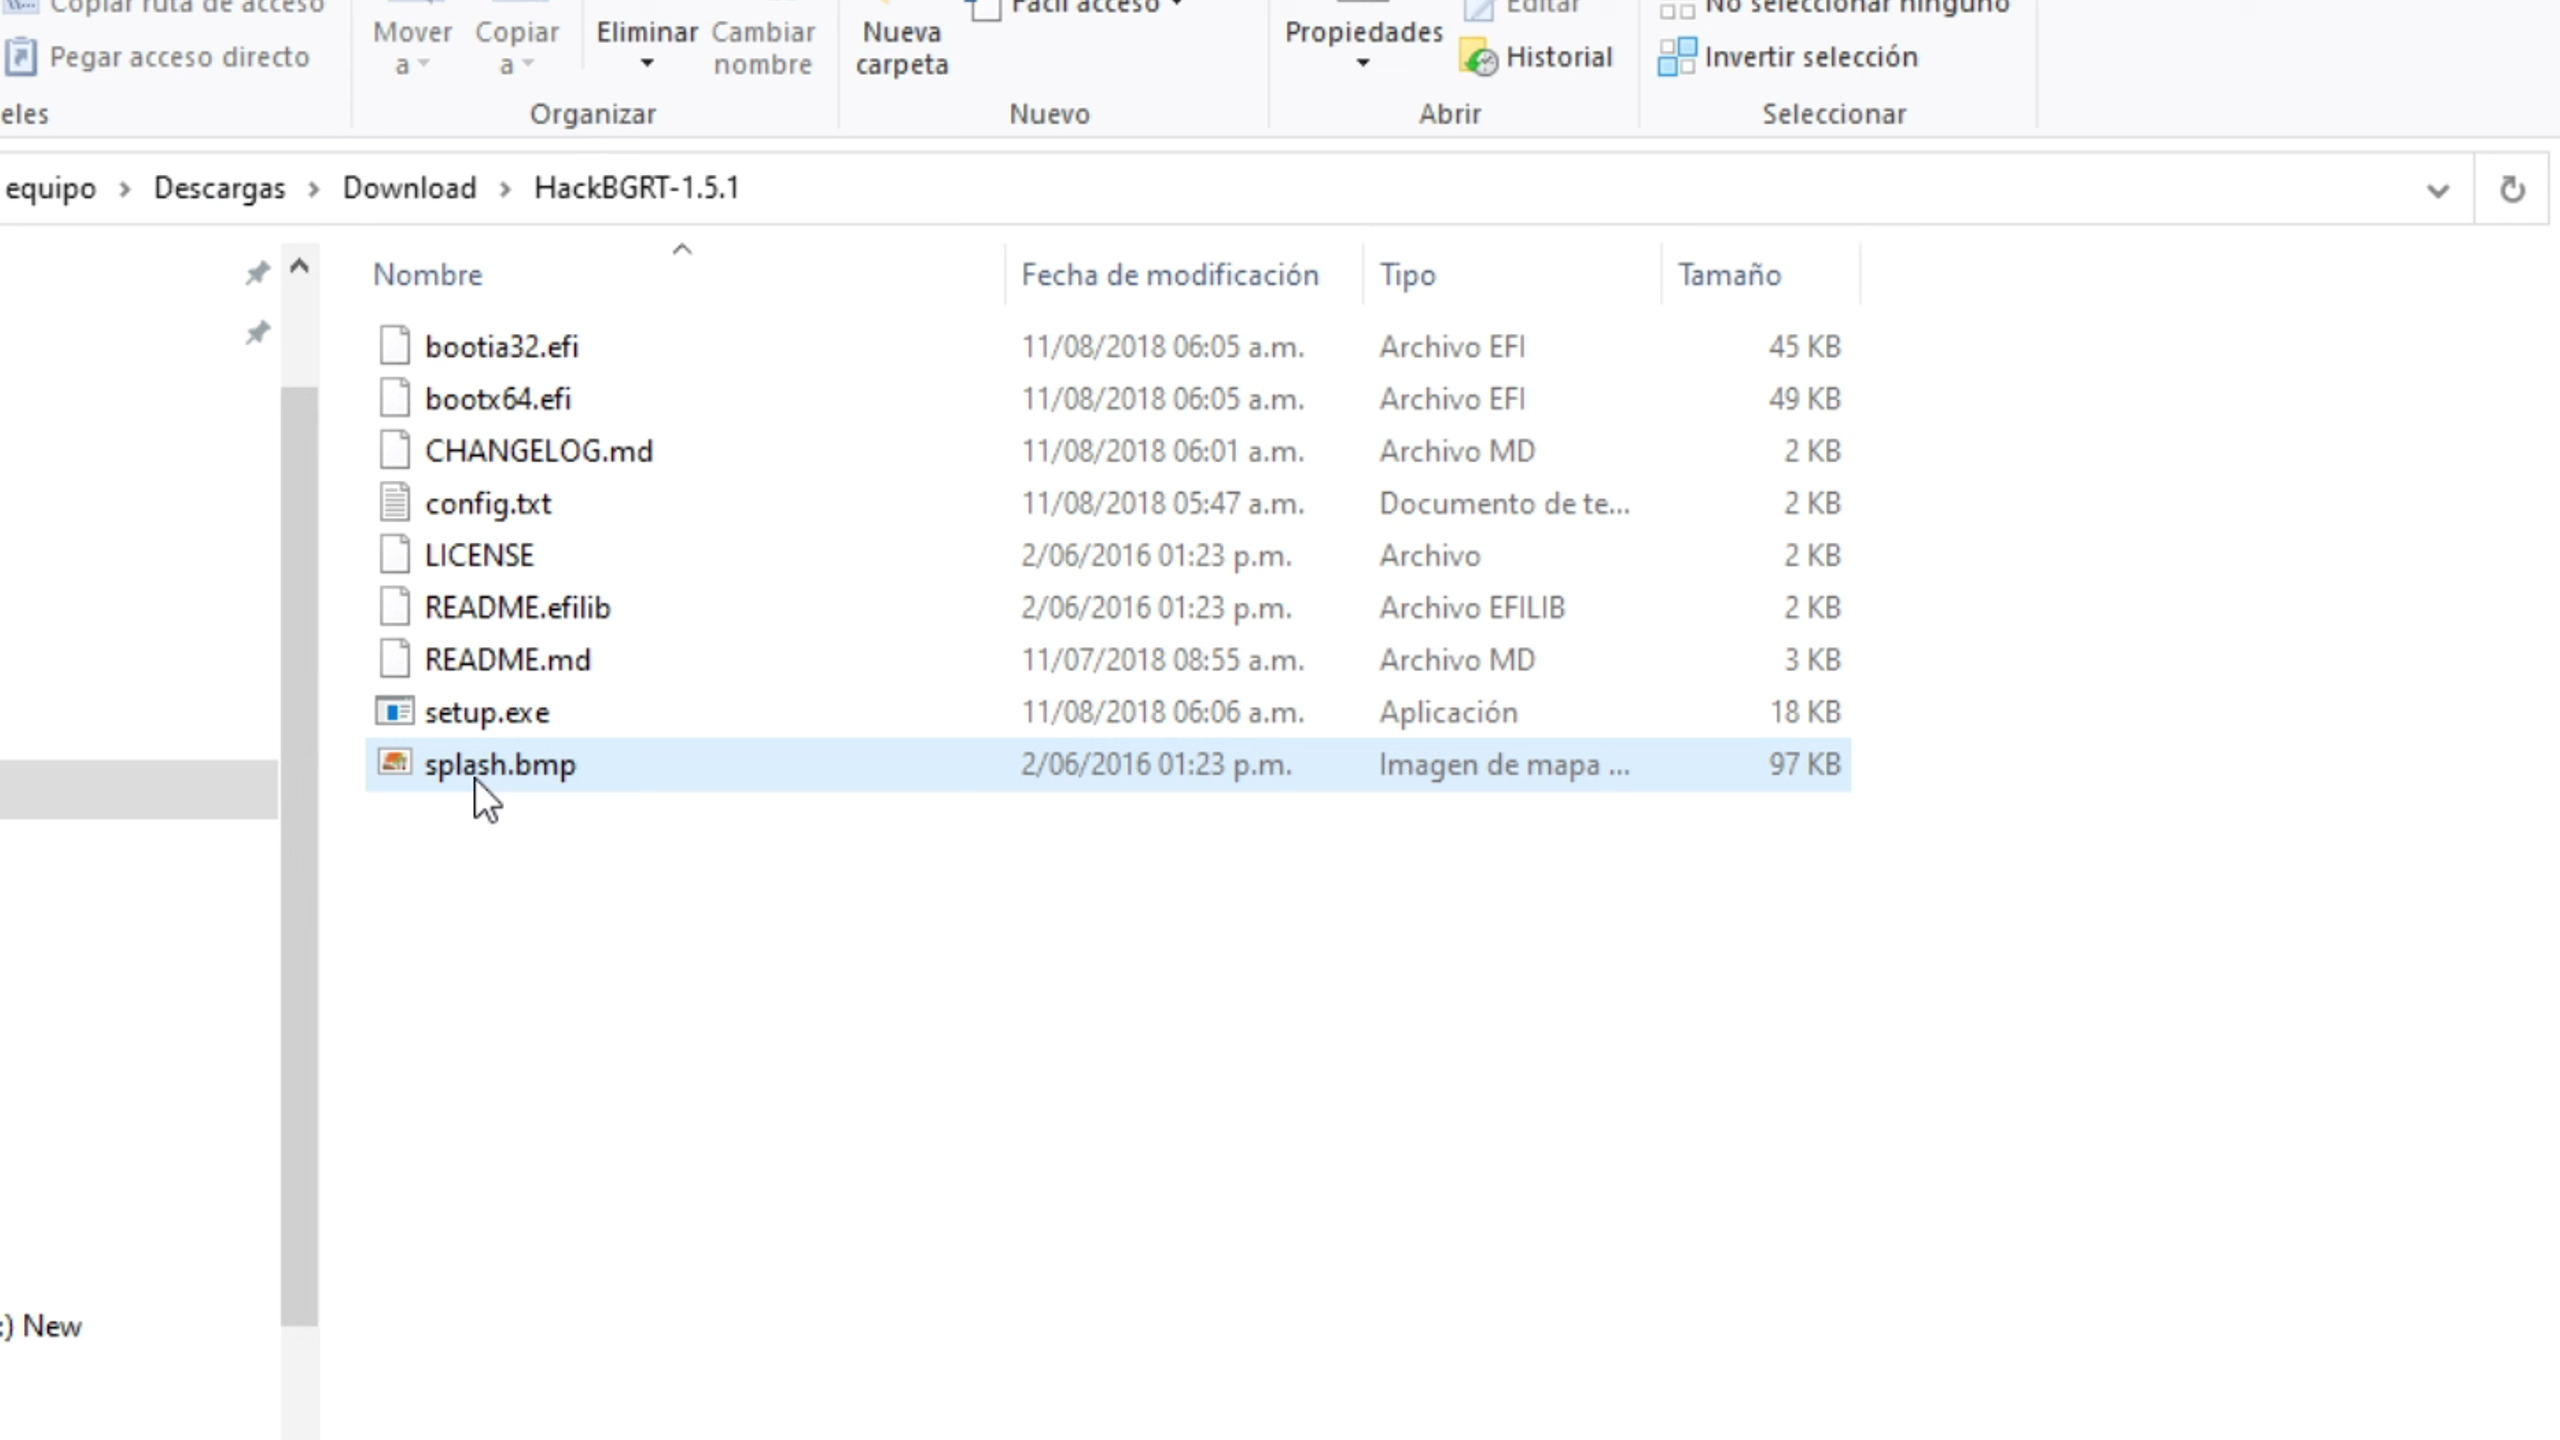 Copiar ruta de acceso
Pegar acceso directo
eles
Mover a
Copiar a
Eliminar
Cambiar nombre
Organizar
Nueva carpeta
Fácil acceso
Nuevo
Propiedades
Editar
Historial
Abrir
No seleccionar ninguno
Invertir selección
Seleccionar
equipo > Descargas > Download > HackBGRT-1.5.1
Nombre Fecha de modificación Tipo Tamaño
bootia32.efi 11/08/2018 06:05 a.m. Archivo EFI 45 KB
bootx64.efi 11/08/2018 06:05 a.m. Archivo EFI 49 KB
CHANGELOG.md 11/08/2018 06:01 a.m. Archivo MD 2 KB
config.txt 11/08/2018 05:47 a.m. Documento de te... 2 KB
LICENSE 2/06/2016 01:23 p.m. Archivo 2 KB
README.efilib 2/06/2016 01:23 p.m. Archivo EFILIB 2 KB
README.md 11/07/2018 08:55 a.m. Archivo MD 3 KB
setup.exe 11/08/2018 06:06 a.m. Aplicación 18 KB
splash.bmp 2/06/2016 01:23 p.m. Imagen de mapa ... 97 KB
:) New